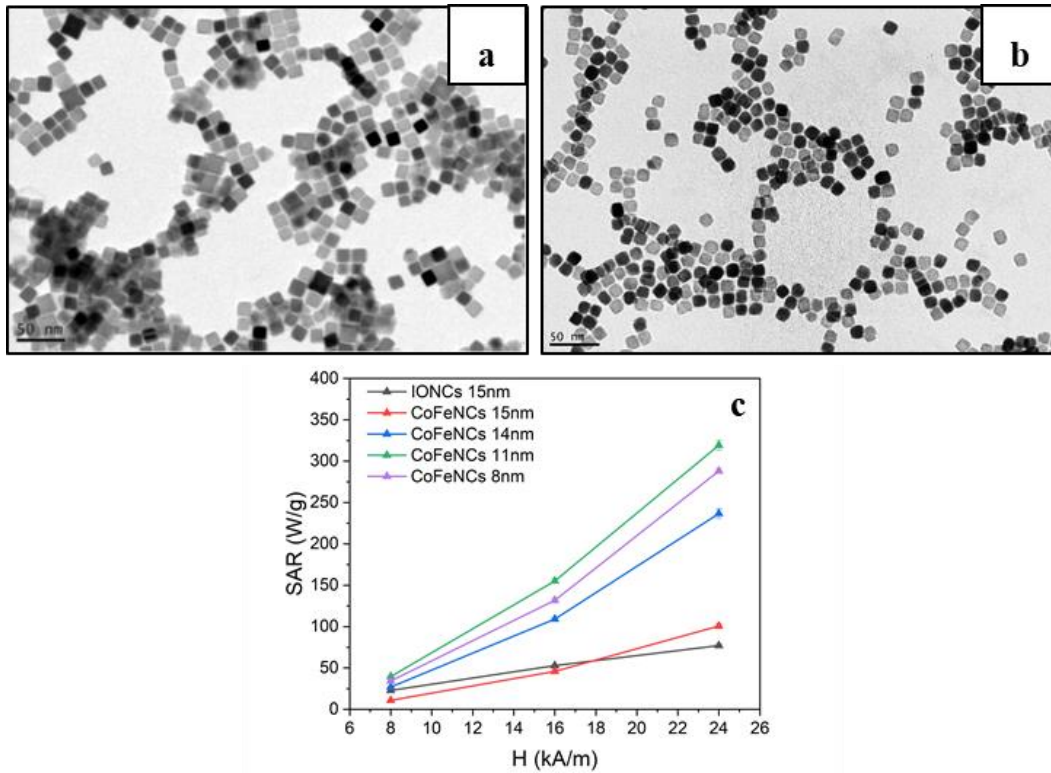 a
b
50 nm
50 nm
c
IONCs 15nm
CoFeNCs 15nm
CoFeNCs 14nm
CoFeNCs 11nm
CoFeNCs 8nm
400
350
300
250
200
150
100
50
0
SAR (W/g)
6 8 10 12 14 16 18 20 22 24 26
H (kA/m)